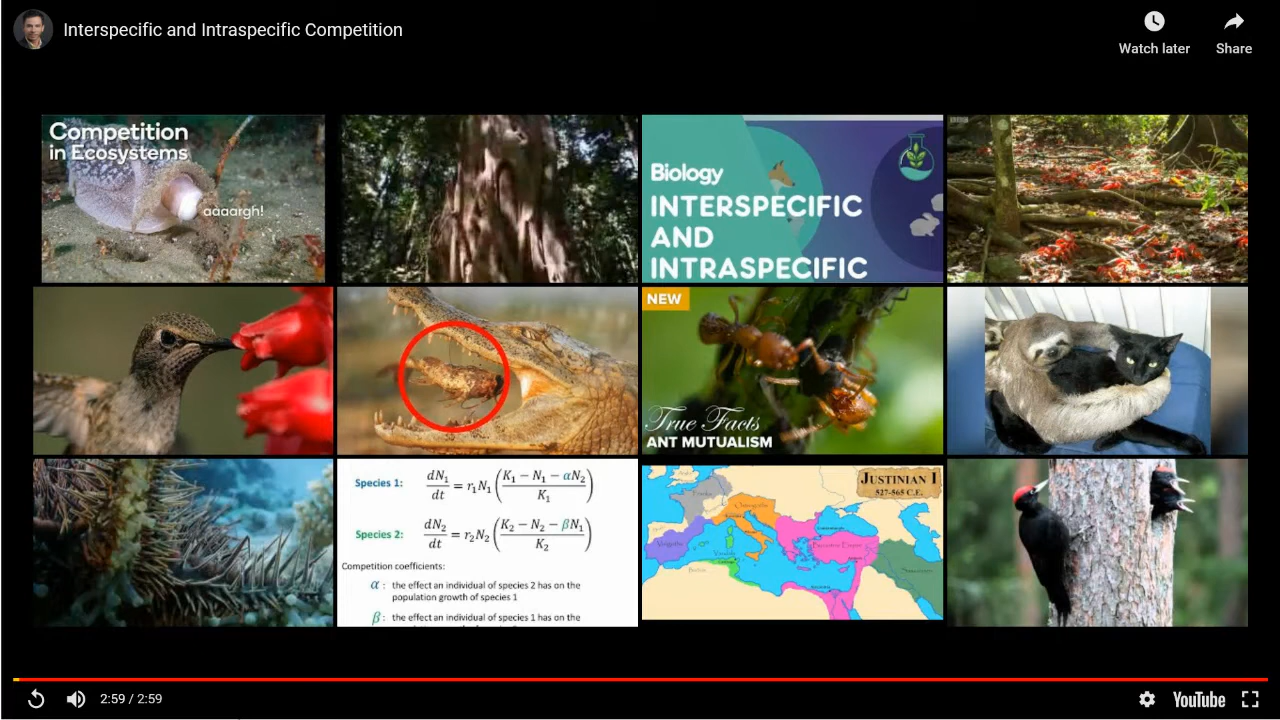 Interspecific and Intraspecific Competition
Watch later
Share
Competition
in Ecosystems
aaaargh!
Biology
INTERSPECIFIC
AND
INTRASPECIFIC
NEW
True Facts
ANT MUTUALISM
Species 1: dN₁/dt = r₁N₁ ((K₁ − N₁ − αN₂)/K₁)
Species 2: dN₂/dt = r₂N₂ ((K₂ − N₂ − βN₁)/K₂)
Competition coefficients:
α : the effect an individual of species 2 has on the
population growth of species 1
β : the effect an individual of species 1 has on the
JUSTINIAN I
527-565 C.E.
2:59 / 2:59
YouTube